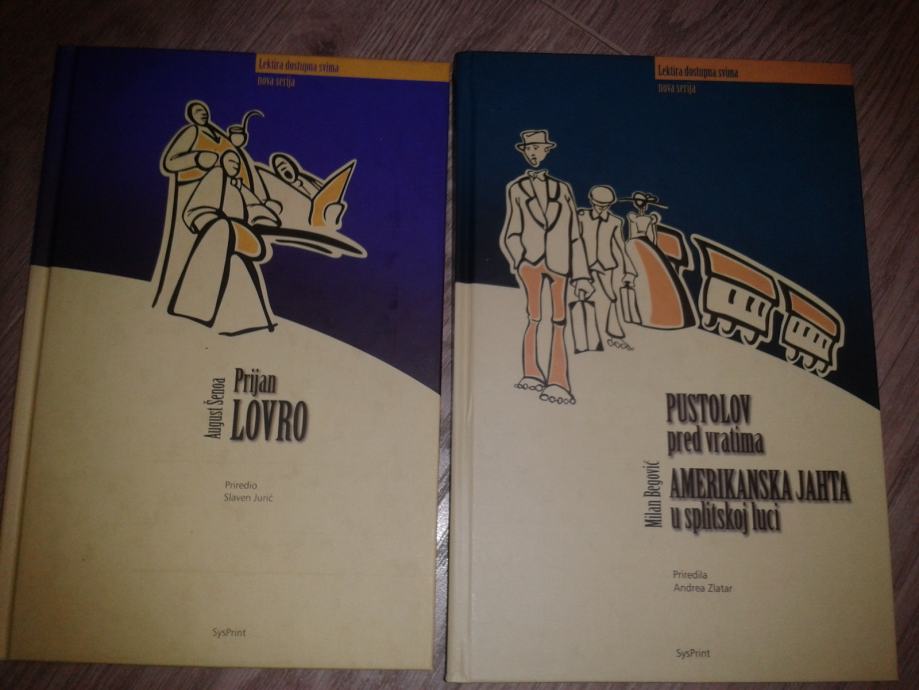 Lektira dostupna svima
nova serija
August Šenoa
Prijan
LOVRO
Priredio
Slaven Jurić
SysPrint
Lektira dostupna svima
nova serija
Milan Begović
PUSTOLOV
pred vratima
AMERIKANSKA JAHTA
u splitskoj luci
Priredila
Andrea Zlatar
SysPrint